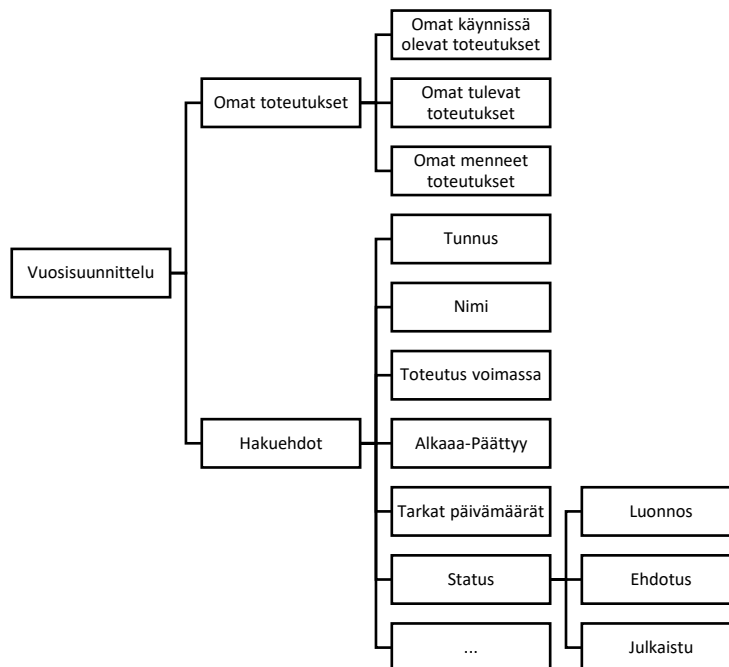 Omat käynnissä
olevat toteutukset
Omat toteutukset
Omat tulevat
toteutukset
Omat menneet
toteutukset
Tunnus
Vuosisuunnittelu
Nimi
Toteutus voimassa
Hakuehdot
Alkaaa-Päättyy
Tarkat päivämäärät
Luonnos
Status
Ehdotus
...
Julkaistu